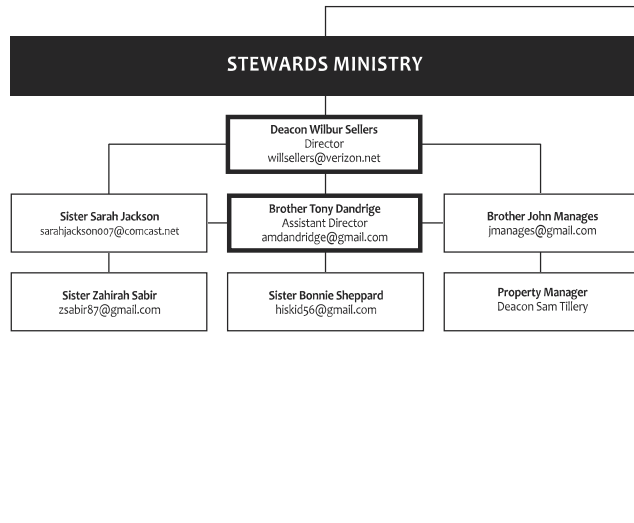 STEWARDS MINISTRY
Deacon Wilbur Sellers
Director
willsellers@verizon.net
Sister Sarah Jackson
sarahjackson007@comcast.net
Brother Tony Dandrige
Assistant Director
amdandridge@gmail.com
Brother John Manages
jmanages@gmail.com
Sister Zahirah Sabir
zsabir87@gmail.com
Sister Bonnie Sheppard
hiskid56@gmail.com
Property Manager
Deacon Sam Tillery